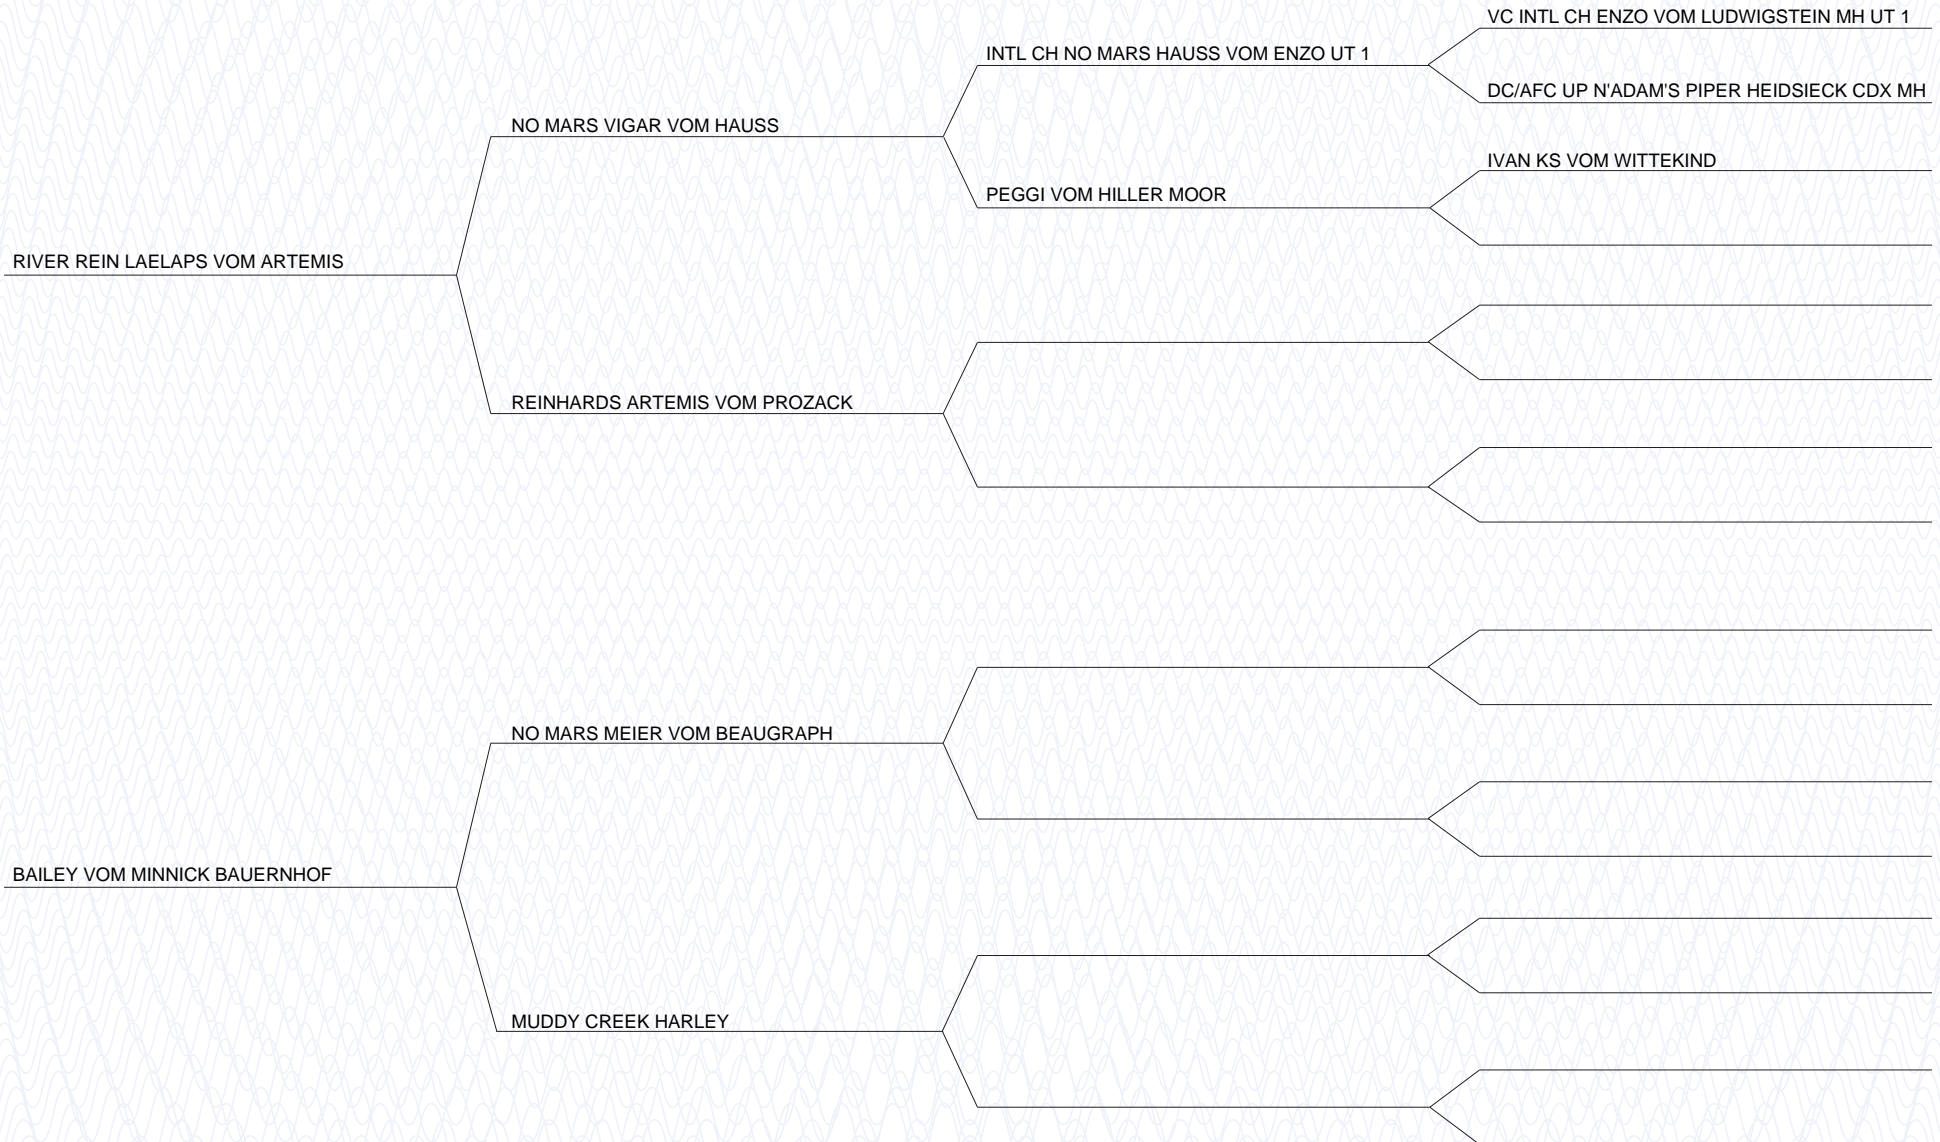 VC INTL CH ENZO VOM LUDWIGSTEIN MH UT 1
INTL CH NO MARS HAUSS VOM ENZO UT 1
DC/AFC UP N'ADAM'S PIPER HEIDSIECK CDX MH
NO MARS VIGAR VOM HAUSS
IVAN KS VOM WITTEKIND
PEGGI VOM HILLER MOOR
RIVER REIN LAELAPS VOM ARTEMIS
REINHARDS ARTEMIS VOM PROZACK
NO MARS MEIER VOM BEAUGRAPH
BAILEY VOM MINNICK BAUERNHOF
MUDDY CREEK HARLEY